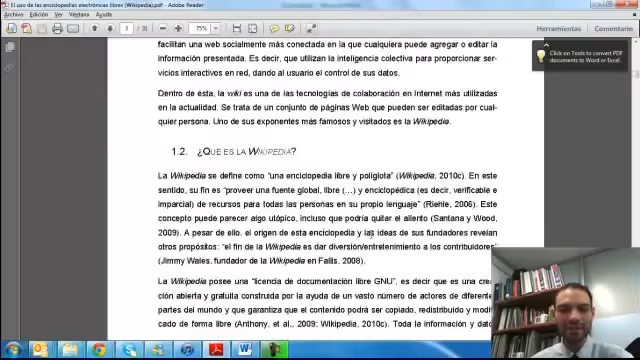 El uso de las enciclopedias electrónicas libres (Wikipedia).pdf - Adobe Reader
Archivo Edición Ver Ventana Ayuda
3 / 31 75% Herramientas Comentario
Click on Tools to convert PDF
documents to Word or Excel.
facilitan una web socialmente más conectada en la que cualquiera puede agregar o editar la
información presentada. Es decir, que utilizan la inteligencia colectiva para proporcionar ser-
vicios interactivos en red, dando al usuario el control de sus datos.
Dentro de ésta, la wiki es una de las tecnologías de colaboración en Internet más utilizadas
en la actualidad. Se trata de un conjunto de páginas Web que pueden ser editadas por cual-
quier persona. Uno de sus exponentes más famosos y visitados es la Wikipedia.
1.2. ¿QUE ES LA WIKIPEDIA?
La Wikipedia se define como "una enciclopedia libre y políglota" (Wikipedia, 2010c). En este
sentido, su fin es "proveer una fuente global, libre (...) y enciclopédica (es decir, verificable e
imparcial) de recursos para todas las personas en su propio lenguaje" (Riehle, 2006). Este
concepto puede parecer algo utópico, incluso que podría quitar el aliento (Santana y Wood,
2009). A pesar de ello, el origen de esta enciclopedia y las ideas de sus fundadores revelan
otros propósitos: "el fin de la Wikipedia es dar diversión/entretenimiento a los contribuidores"
(Jimmy Wales, fundador de la Wikipedia en Fallis, 2008).
La Wikipedia posee una "licencia de documentación libre GNU", es decir que es una cre
ción abierta y gratuita construida por la ayuda de un vasto número de actores de diferente
partes del mundo y que garantiza que el contenido podrá ser copiado, redistribuido y modif
cado de forma libre (Anthony, et al., 2009; Wikipedia, 2010c). Toda la información y dato